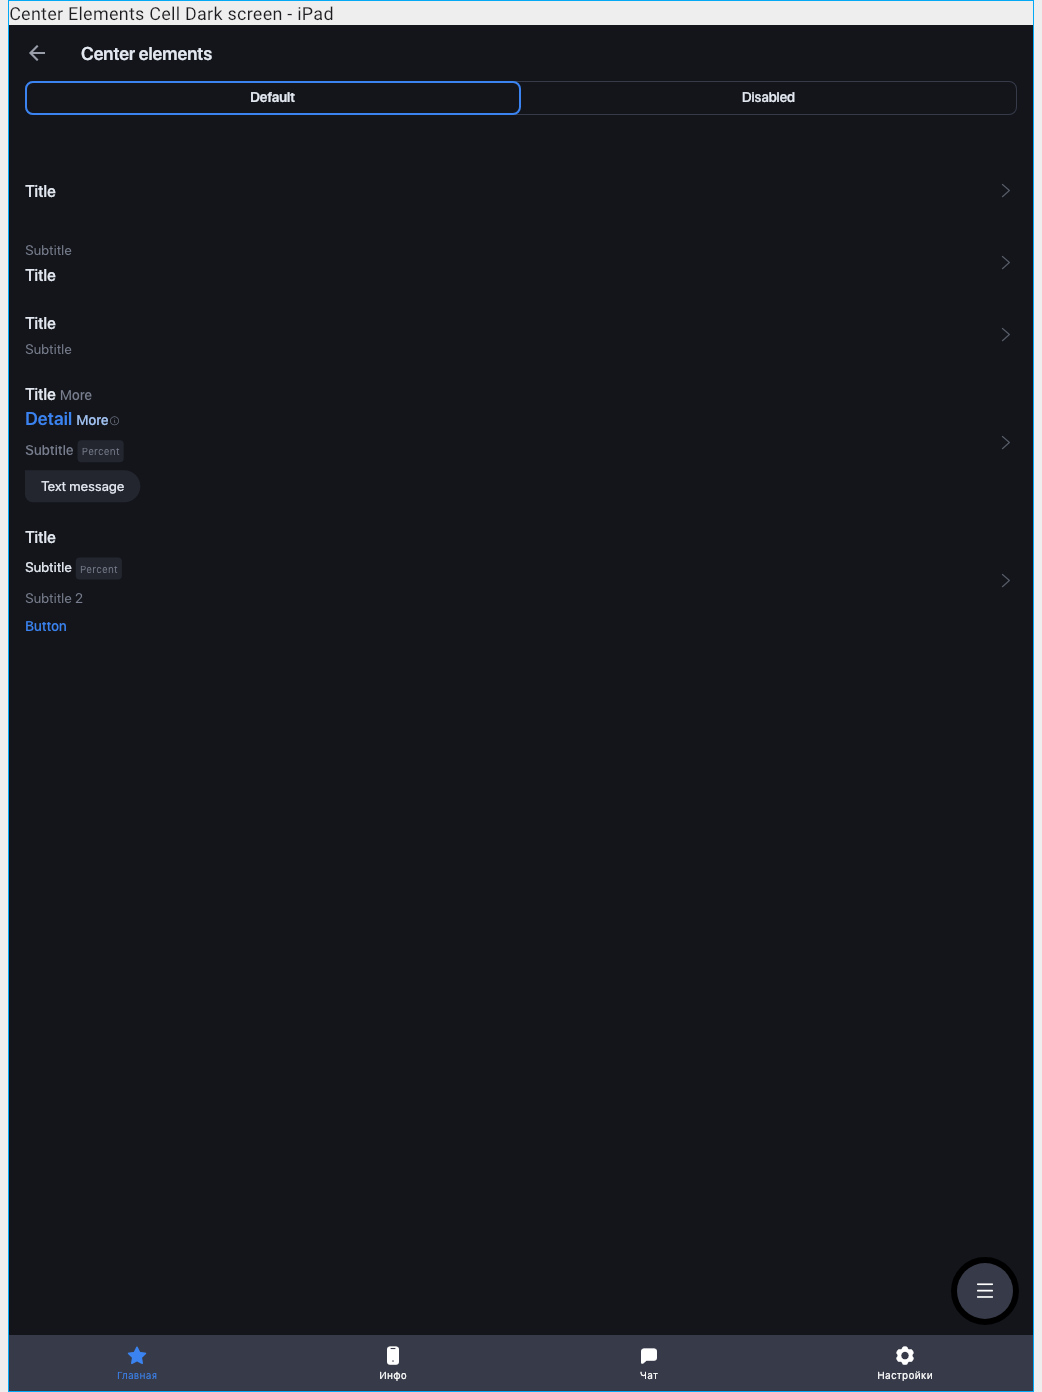 Center Elements Cell Dark screen - iPad
Center elements
Default
Disabled
Title
Subtitle
Title
Title
Subtitle
Title More
Detail More
Subtitle Percent
Text message
Title
Subtitle Percent
Subtitle 2
Button
Главная
Инфо
Чат
Настройки